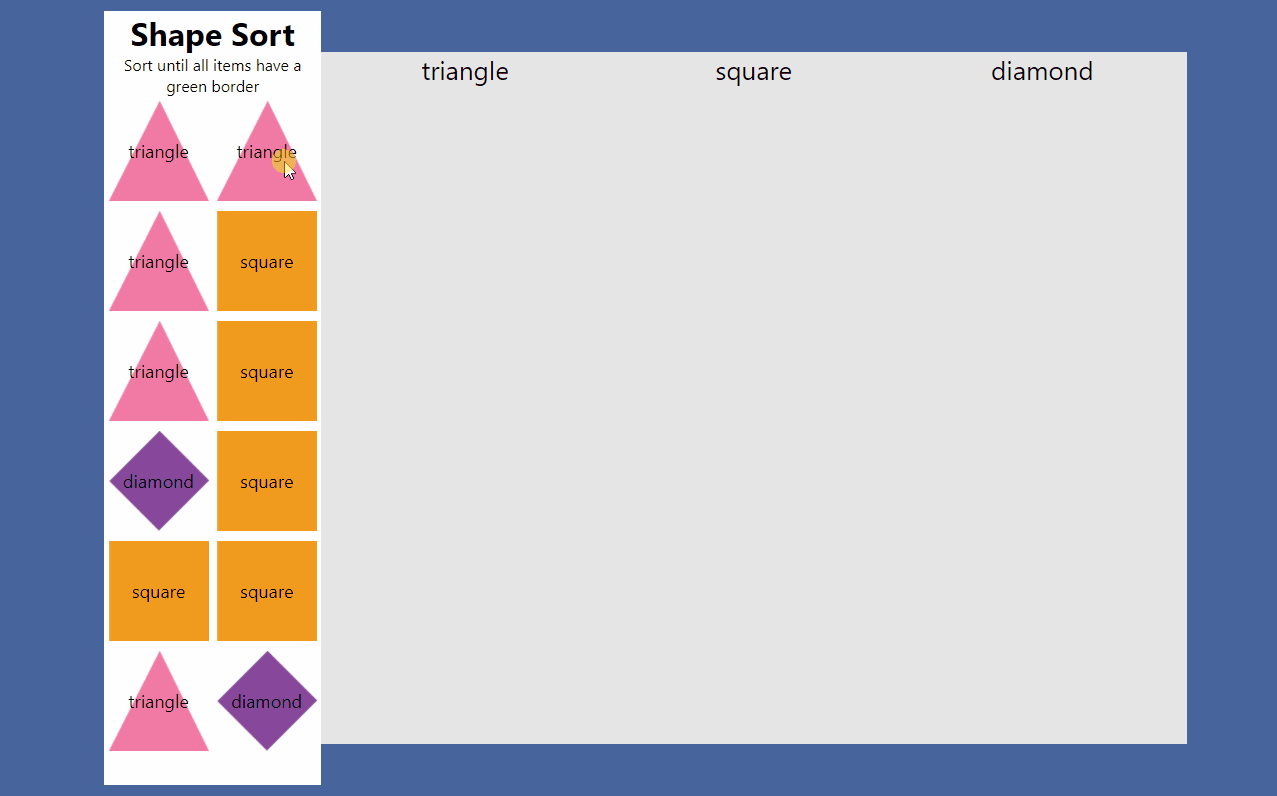 Shape Sort
Sort until all items have a
green border
triangle square diamond
triangle triangle
triangle square
triangle square
diamond square
square square
triangle diamond